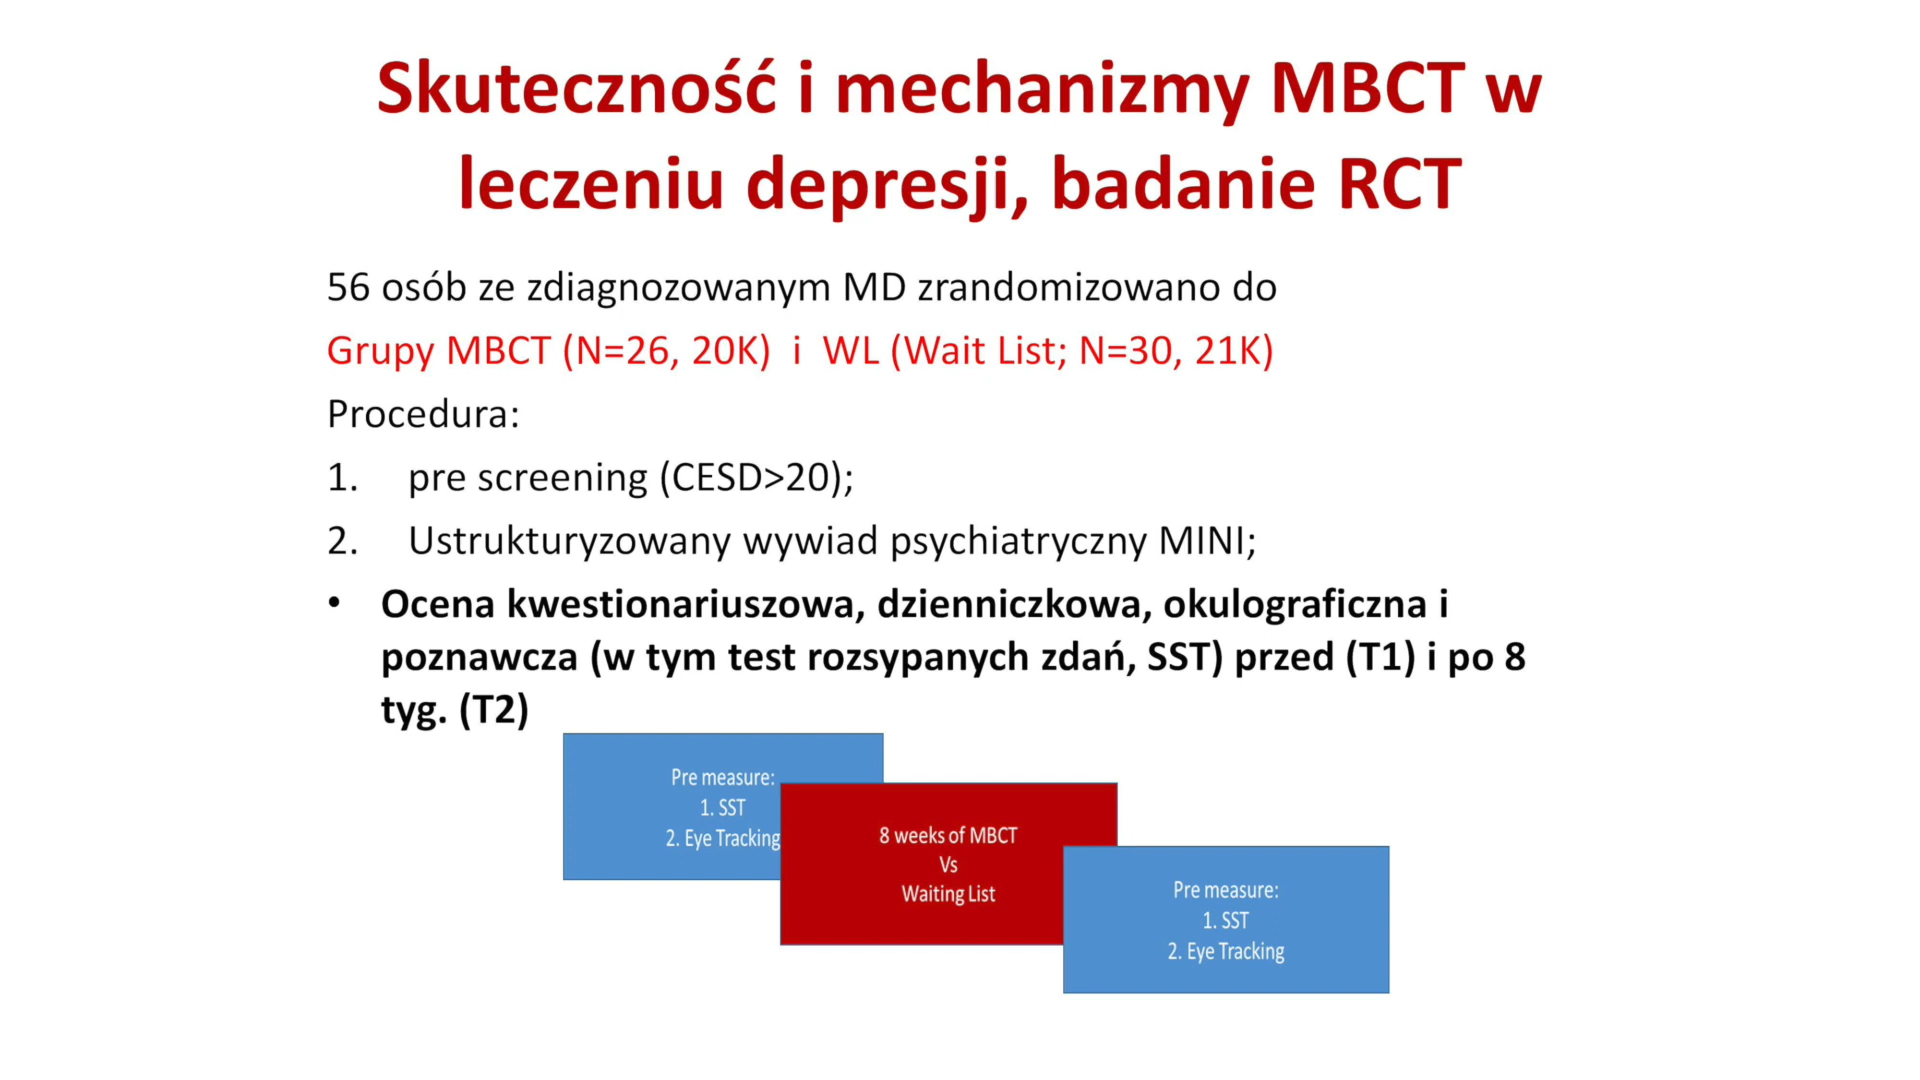 Skuteczność i mechanizmy MBCT w
leczeniu depresji, badanie RCT
56 osób ze zdiagnozowanym MD zrandomizowano do
Grupy MBCT (N=26, 20K) i WL (Wait List; N=30, 21K)
Procedura:
1. pre screening (CESD>20);
2. Ustrukturyzowany wywiad psychiatryczny MINI;
• Ocena kwestionariuszowa, dzienniczkowa, okulograficzna i
poznawcza (w tym test rozsypanych zdań, SST) przed (T1) i po 8
tyg. (T2)
Pre measure:
1. SST
2. Eye Tracking
8 weeks of MBCT
Vs
Waiting List
Pre measure:
1. SST
2. Eye Tracking